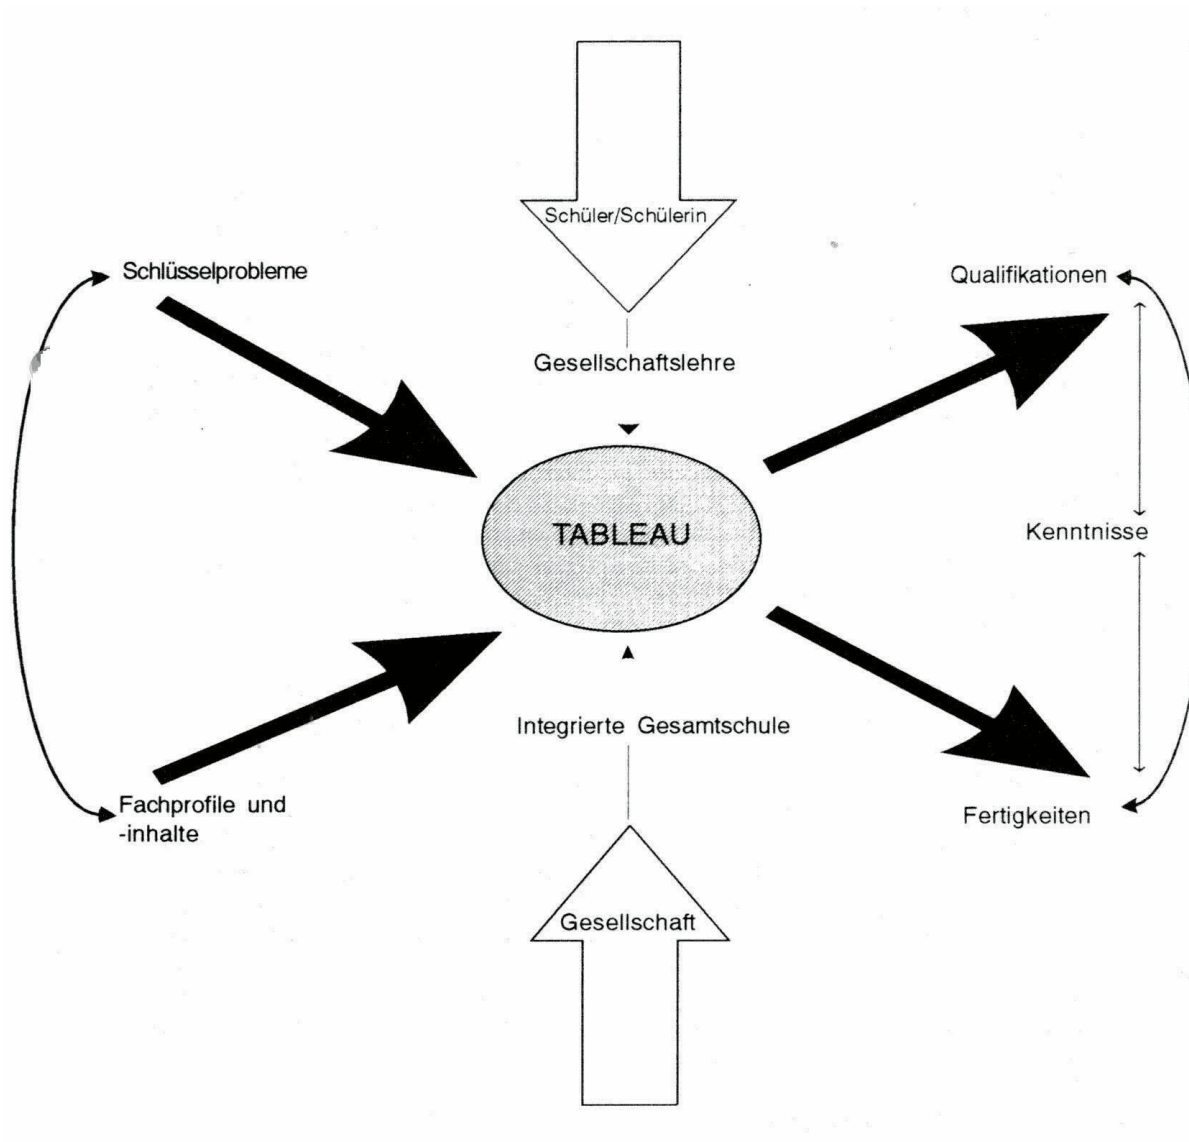 Schüler/Schülerin
Schlüsselprobleme
Qualifikationen
Gesellschaftslehre
TABLEAU
Kenntnisse
Integrierte Gesamtschule
Fachprofile und
-inhalte
Fertigkeiten
Gesellschaft